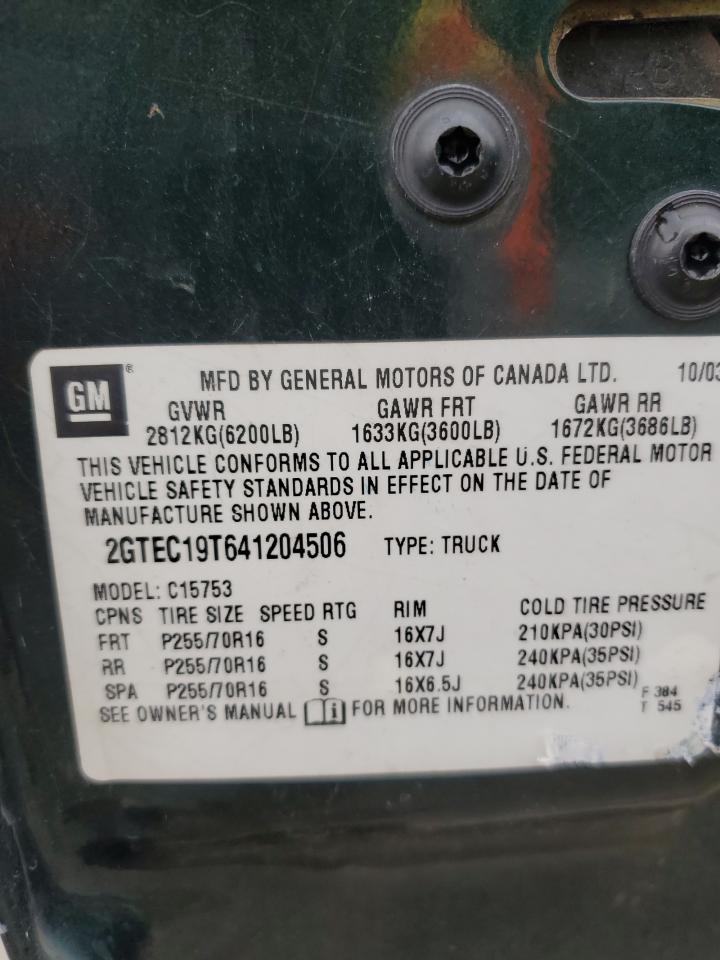 GM ® MFD BY GENERAL MOTORS OF CANADA LTD. 10/03
GVWR GAWR FRT GAWR RR
2812KG(6200LB) 1633KG(3600LB) 1672KG(3686LB)
THIS VEHICLE CONFORMS TO ALL APPLICABLE U.S. FEDERAL MOTOR
VEHICLE SAFETY STANDARDS IN EFFECT ON THE DATE OF
MANUFACTURE SHOWN ABOVE.
2GTEC19T641204506 TYPE: TRUCK
MODEL: C15753
CPNS TIRE SIZE SPEED RTG RIM COLD TIRE PRESSURE
FRT P255/70R16 S 16X7J 210KPA(30PSI)
RR P255/70R16 S 16X7J 240KPA(35PSI)
SPA P255/70R16 S 16X6.5J 240KPA(35PSI) F 384
SEE OWNER'S MANUAL i FOR MORE INFORMATION. T 545